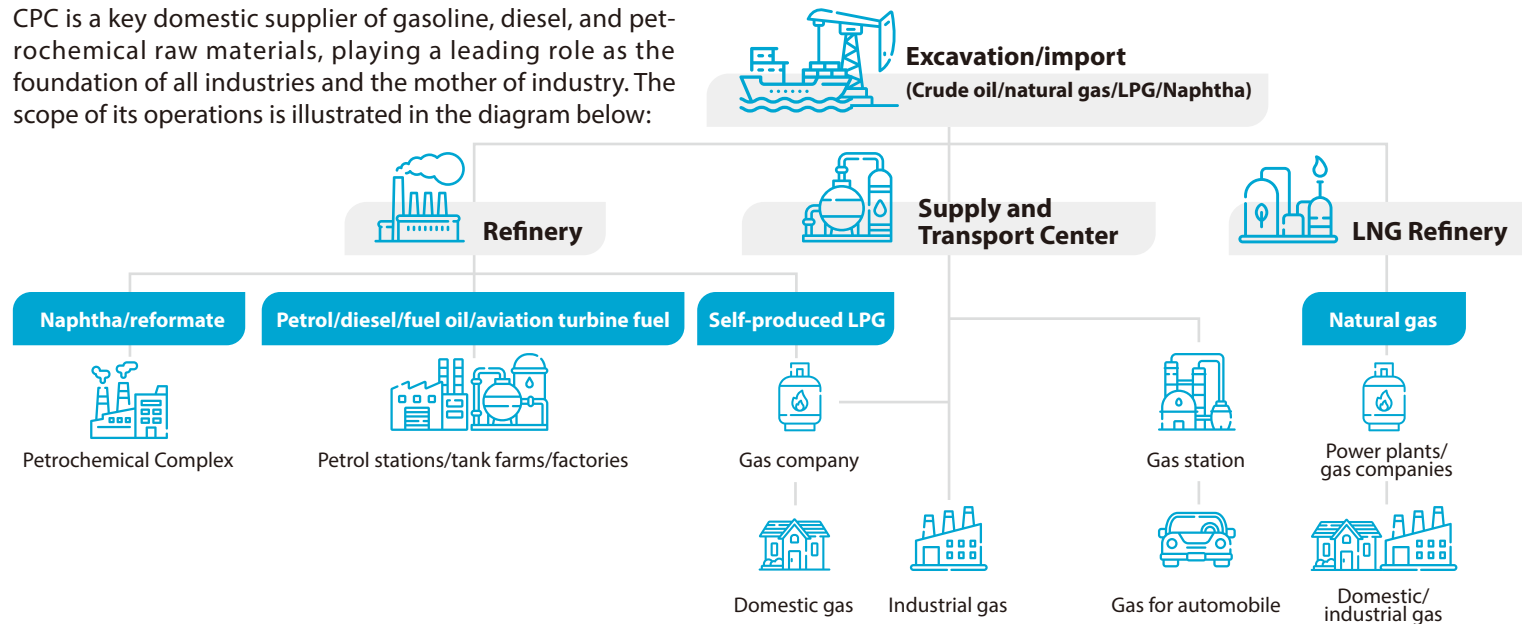 CPC is a key domestic supplier of gasoline, diesel, and pet-
rochemical raw materials, playing a leading role as the
foundation of all industries and the mother of industry. The
scope of its operations is illustrated in the diagram below:
Excavation/import
(Crude oil/natural gas/LPG/Naphtha)
Refinery
Supply and
Transport Center
LNG Refinery
Naphtha/reformate
Petrol/diesel/fuel oil/aviation turbine fuel
Self-produced LPG
Natural gas
Petrochemical Complex
Petrol stations/tank farms/factories
Gas company
Gas station
Power plants/
gas companies
Domestic gas
Industrial gas
Gas for automobile
Domestic/
industrial gas